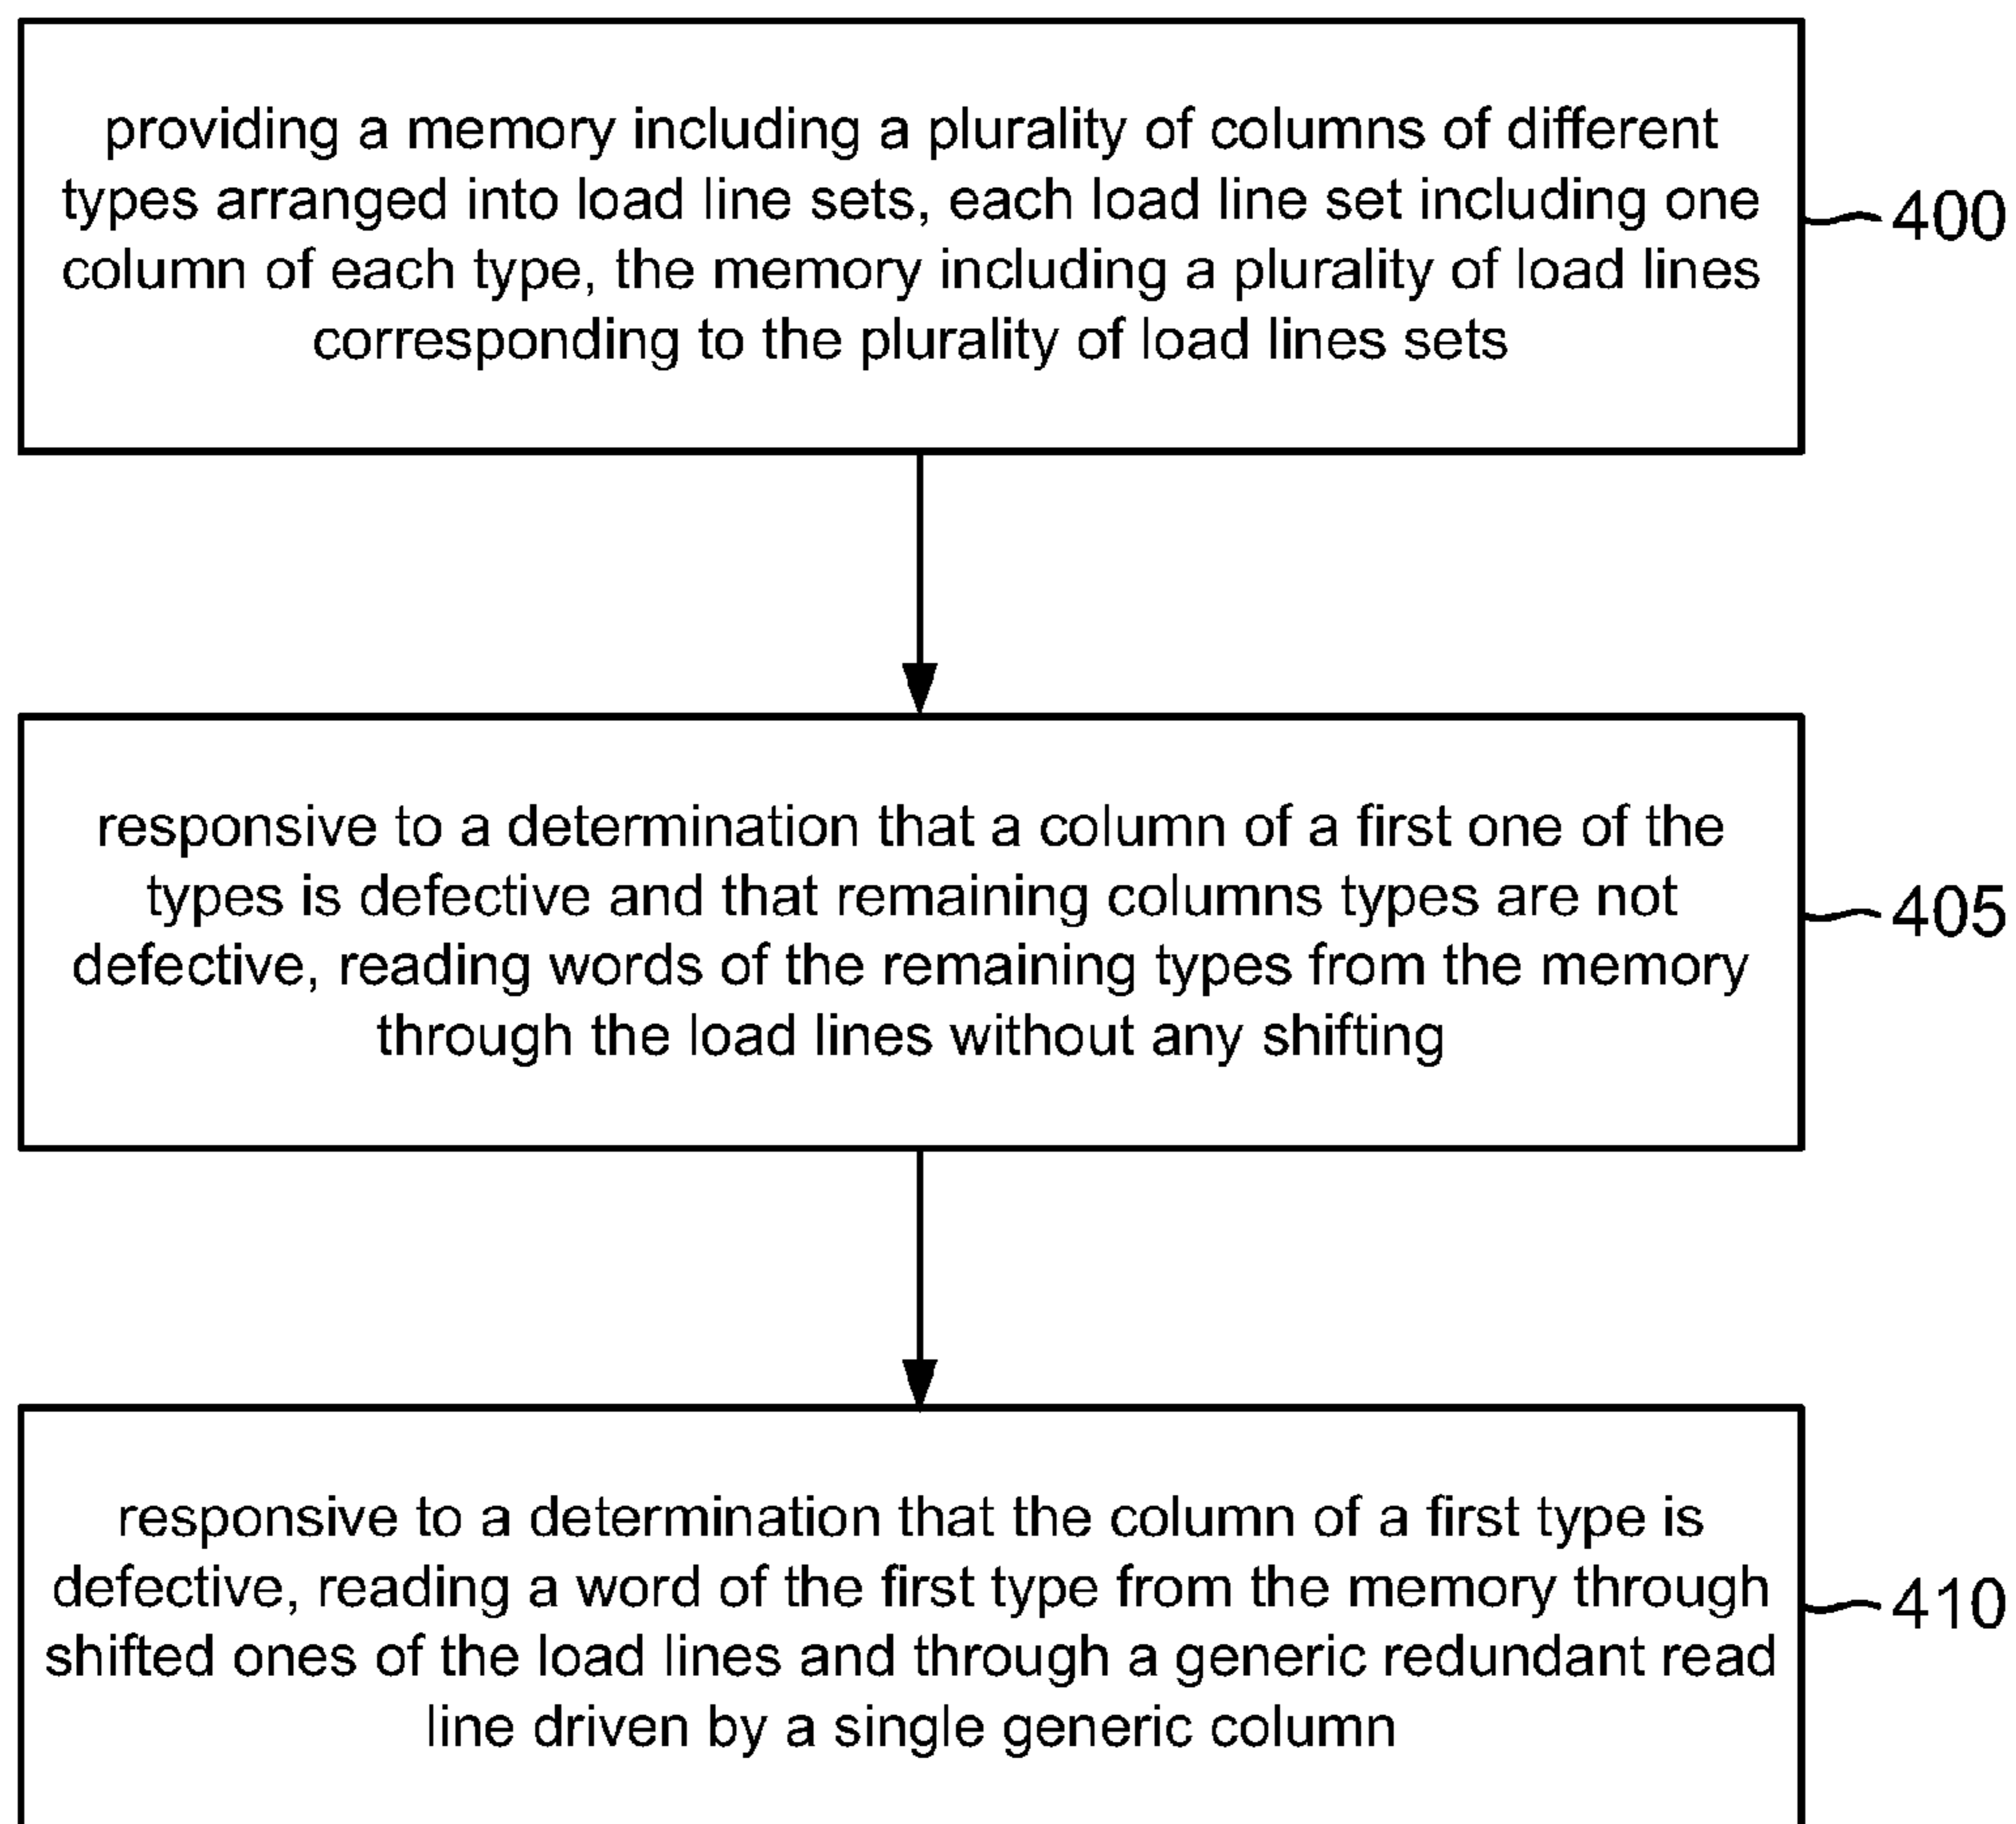 providing a memory including a plurality of columns of different
types arranged into load line sets, each load line set including one
column of each type, the memory including a plurality of load lines
corresponding to the plurality of load lines sets
400
responsive to a determination that a column of a first one of the
types is defective and that remaining columns types are not
defective, reading words of the remaining types from the memory
through the load lines without any shifting
405
responsive to a determination that the column of a first type is
defective, reading a word of the first type from the memory through
shifted ones of the load lines and through a generic redundant read
line driven by a single generic column
410